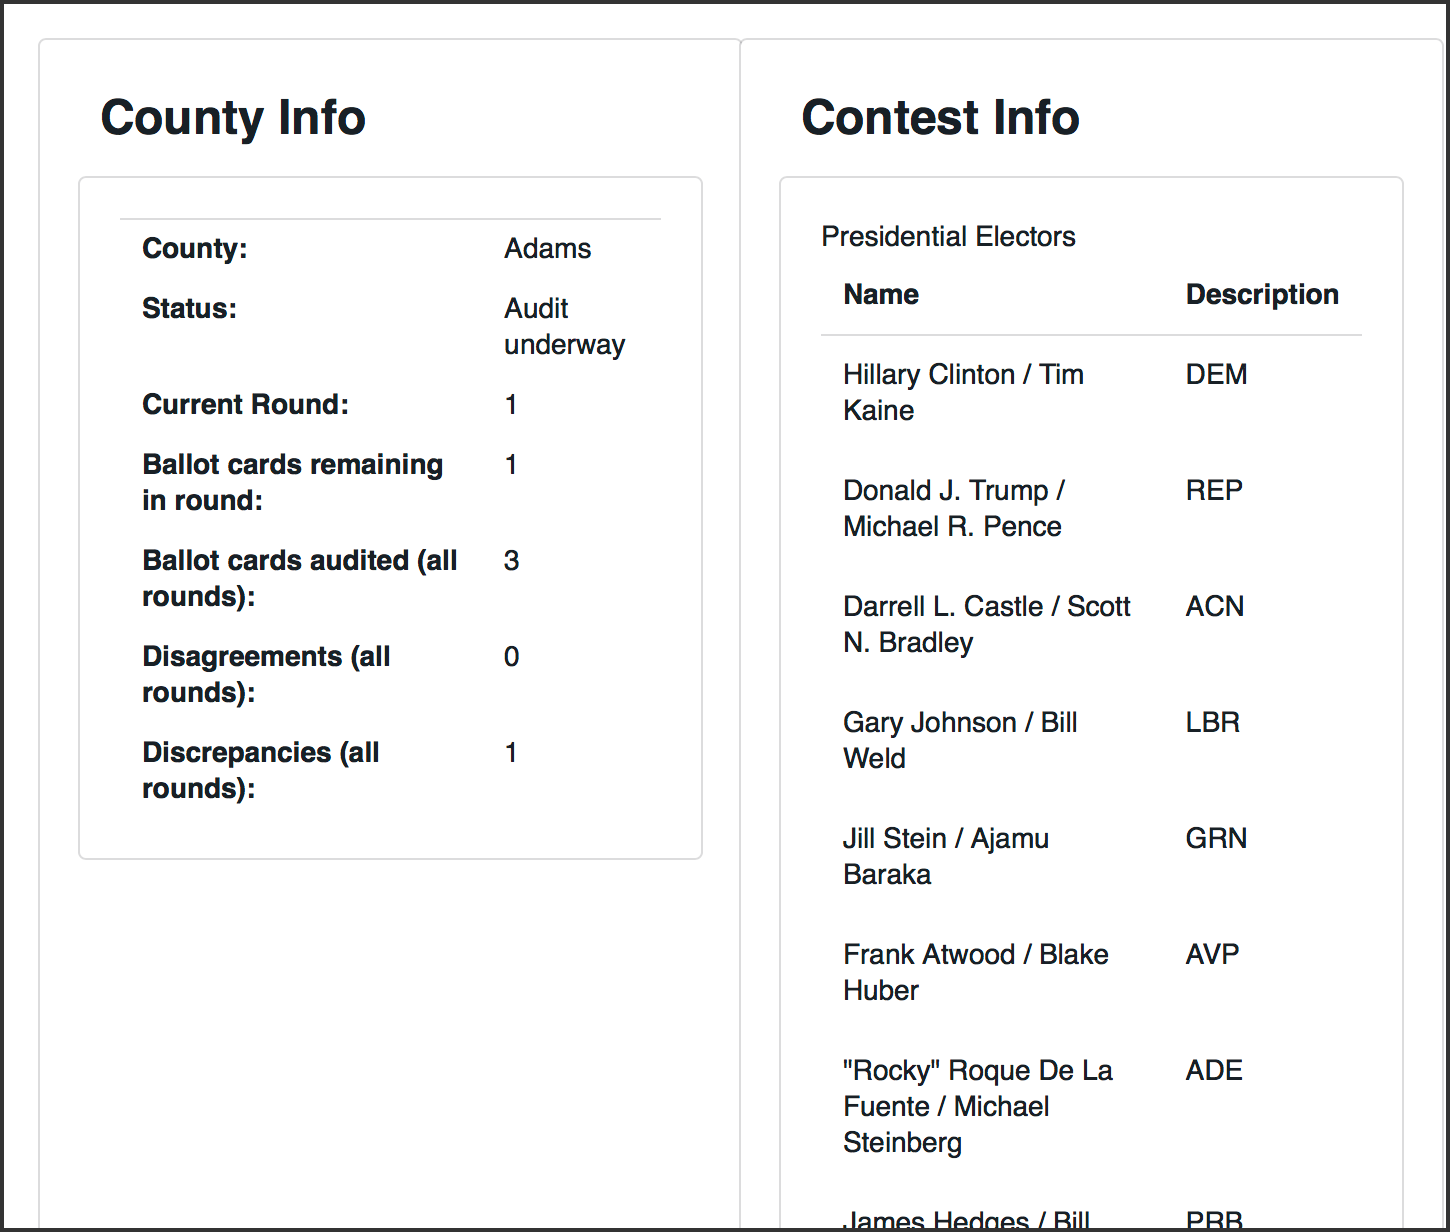 County Info
County: Adams
Status: Audit
underway
Current Round: 1
Ballot cards remaining 1
in round:
Ballot cards audited (all 3
rounds):
Disagreements (all 0
rounds):
Discrepancies (all 1
rounds):
Contest Info
Presidential Electors
Name Description
Hillary Clinton / Tim DEM
Kaine
Donald J. Trump / REP
Michael R. Pence
Darrell L. Castle / Scott ACN
N. Bradley
Gary Johnson / Bill LBR
Weld
Jill Stein / Ajamu GRN
Baraka
Frank Atwood / Blake AVP
Huber
"Rocky" Roque De La ADE
Fuente / Michael
Steinberg
James Hedges / Bill